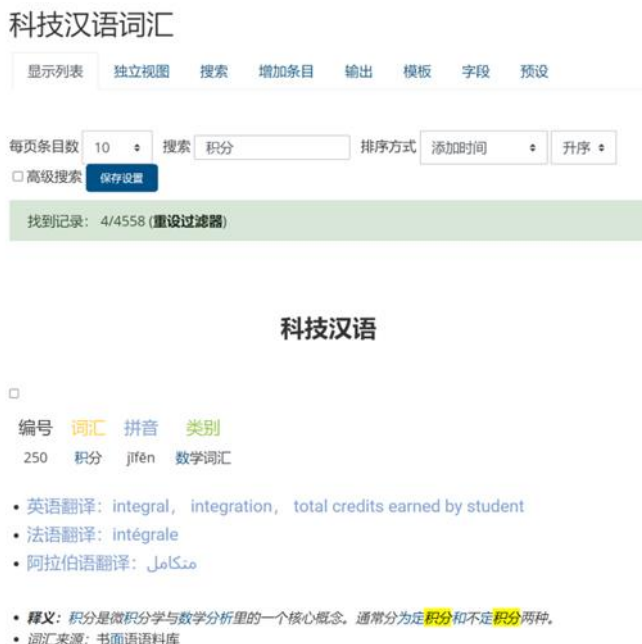 科技汉语词汇
显示列表 独立视图 搜索 增加条目 输出 模板 字段 预设
每页条目数 10 搜索 积分 排序方式 添加时间 升序
高级搜索 保存设置
找到记录： 4/4558 (重设过滤器)
科技汉语
编号 词汇 拼音 类别
250 积分 jīfēn 数学词汇
• 英语翻译：integral， integration， total credits earned by student
• 法语翻译：intégrale
• 阿拉伯语翻译：متكامل
• 释义：积分是微积分学与数学分析里的一个核心概念。通常分为定积分和不定积分两种。
• 词汇来源：书面语语料库